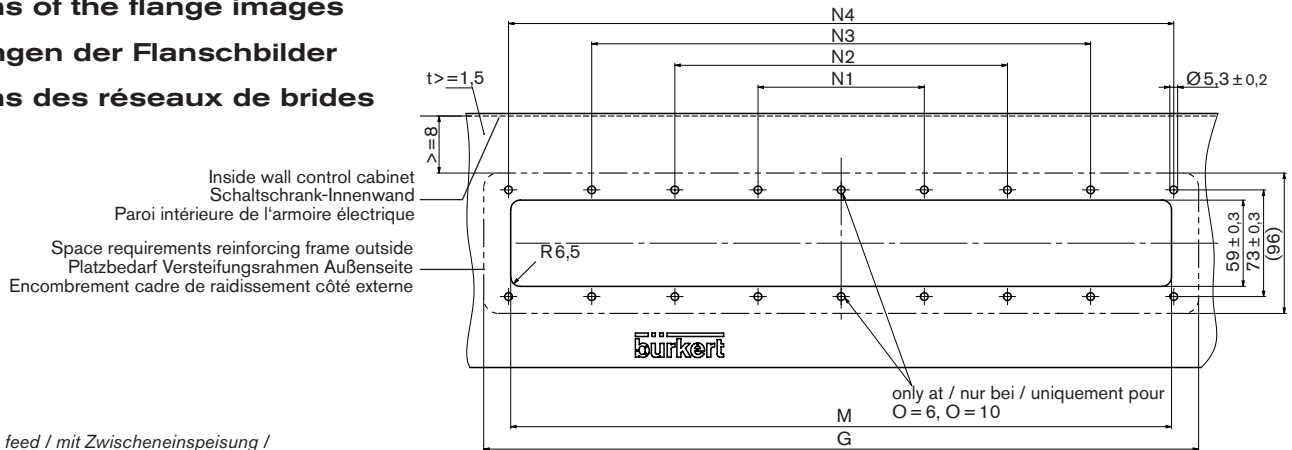 ns of the flange images
ngen der Flanschbilder
ns des réseaux de brides
N4
N3
N2
N1
t>=1,5
Ø5,3±0,2
>=8
Inside wall control cabinet
Schaltschrank-Innenwand
Paroi intérieure de l'armoire électrique
Space requirements reinforcing frame outside
Platzbedarf Versteifungsrahmen Außenseite
Encombrement cadre de raidissement côté externe
R6,5
59±0,3
73±0,3
(96)
bürkert
only at / nur bei / uniquement pour
O=6, O=10
M
G
feed / mit Zwischeneinspeisung /